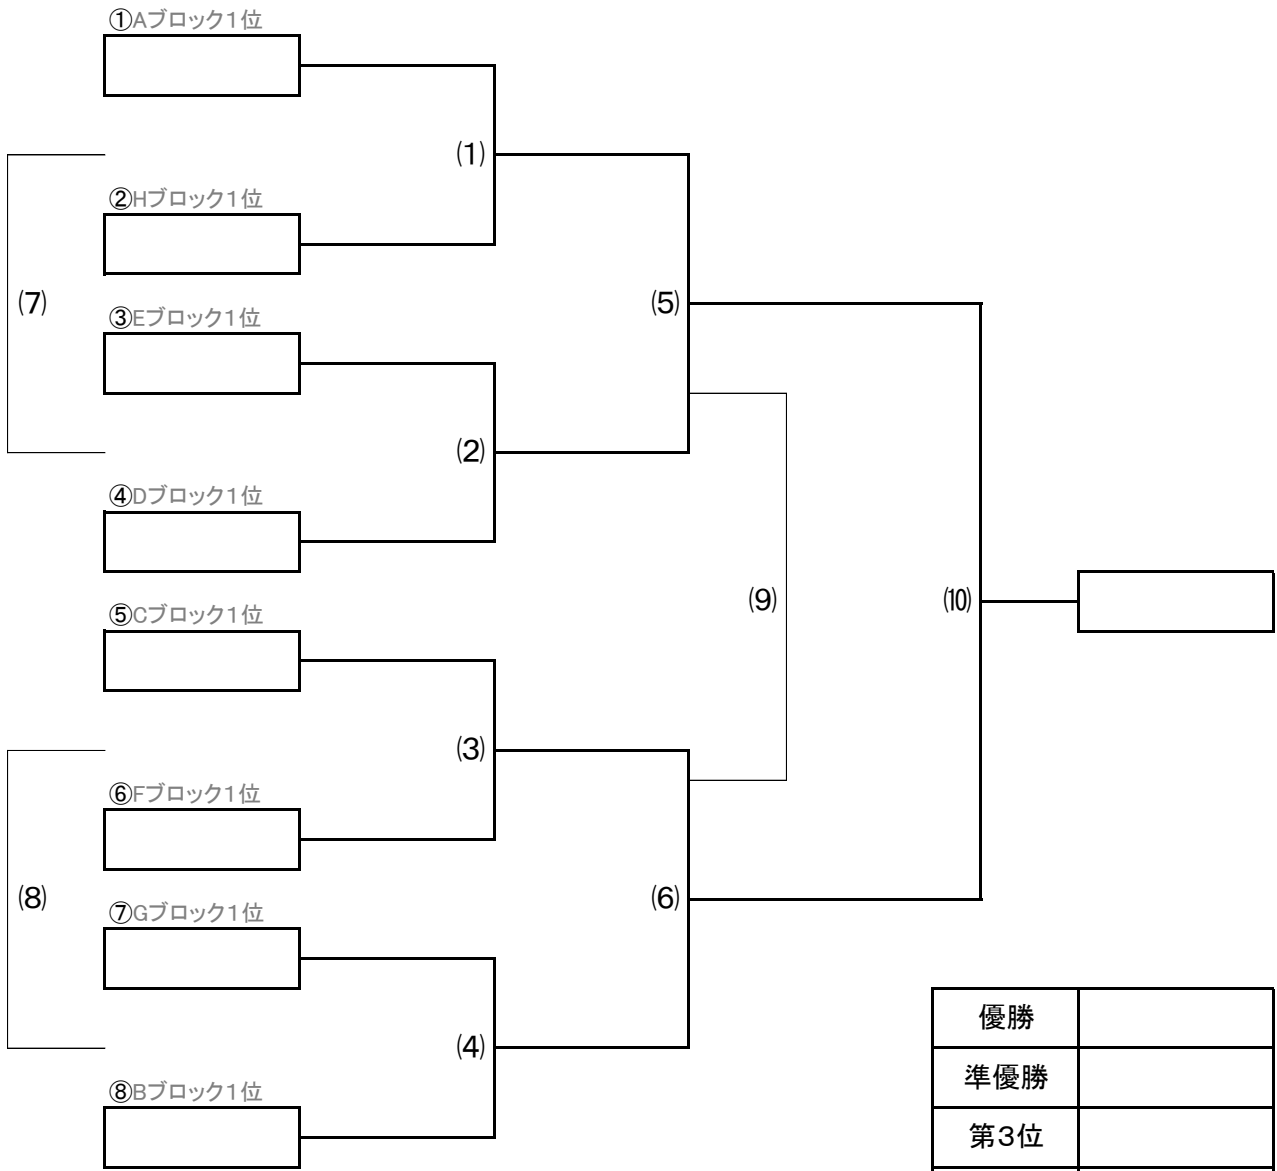 ①Aブロック1位
⑴
②Hブロック1位
⑺
⑸
③Eブロック1位
⑵
④Dブロック1位
⑼
⑽
⑤Cブロック1位
⑶
⑥Fブロック1位
⑻
⑹
⑦Gブロック1位
⑷
⑧Bブロック1位
優勝
準優勝
第3位